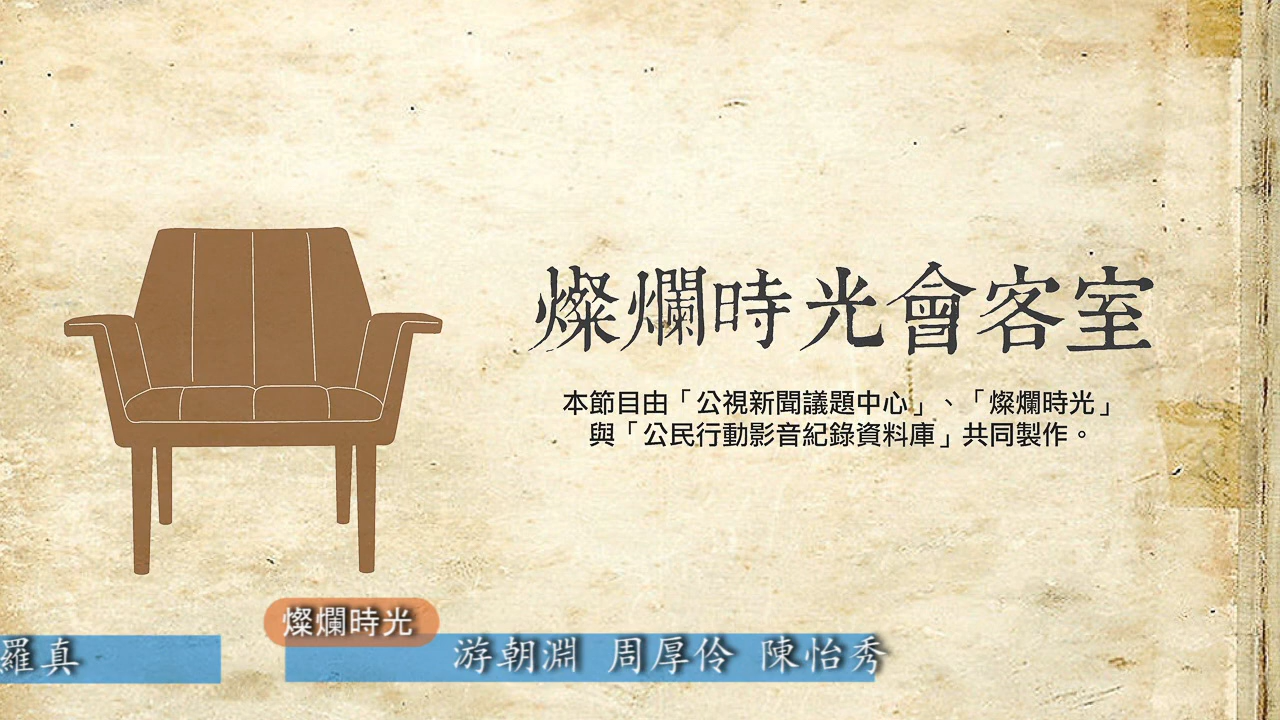 燦爛時光會客室
本節目由「公視新聞議題中心」、「燦爛時光」
與「公民行動影音紀錄資料庫」共同製作。
燦爛時光
羅真
游朝淵 周厚伶 陳怡秀